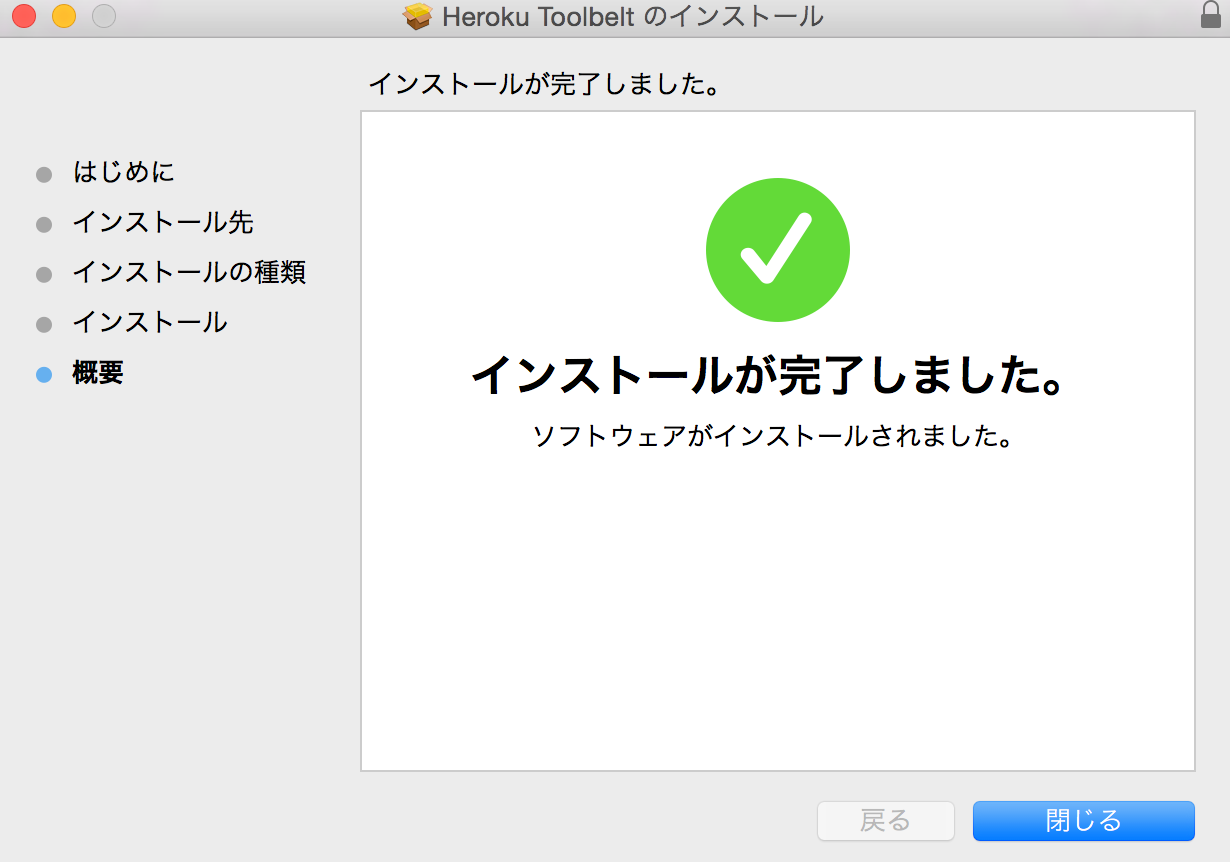 Heroku Toolbelt のインストール
インストールが完了しました。
はじめに
インストール先
インストールの種類
インストール
概要
インストールが完了しました。
ソフトウェアがインストールされました。
戻る
閉じる